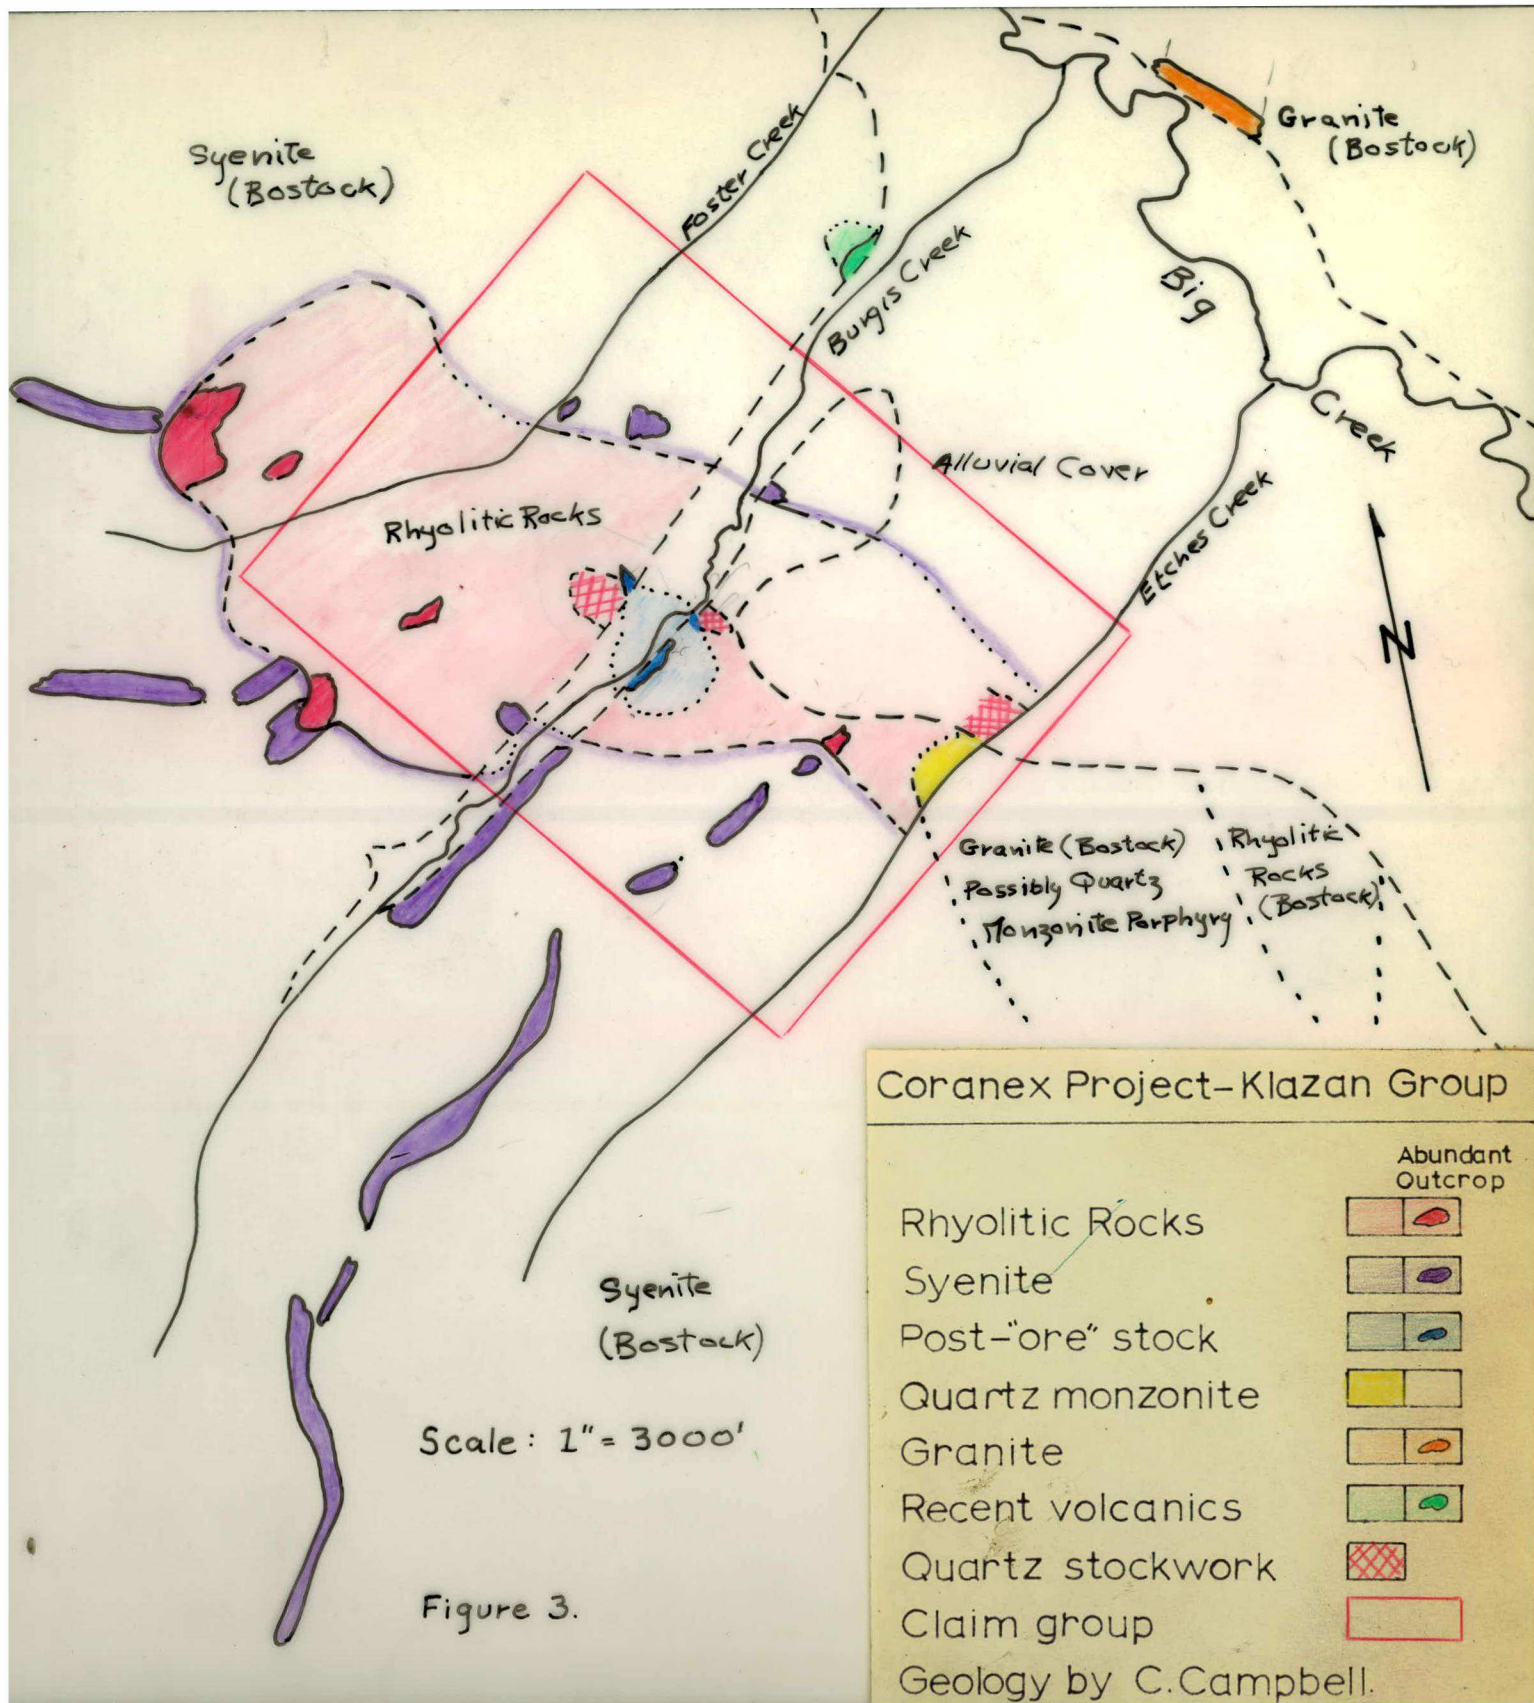 Syenite
(Bostock)
Foster Creek
Granite
(Bostock)
Burgis Creek
Big
Creek
Alluvial Cover
Etches Creek
Rhyolitic Rocks
N
Granite (Bostock)
Possibly Quartz
Monzonite Porphyry
Rhyolitic
Rocks
(Bostock)
Syenite
(Bostock)
Scale: 1" = 3000'
Figure 3.
Coranex Project-Klazan Group
Abundant
Outcrop
Rhyolitic Rocks
Syenite
Post-"ore" stock
Quartz monzonite
Granite
Recent volcanics
Quartz stockwork
Claim group
Geology by C.Campbell.